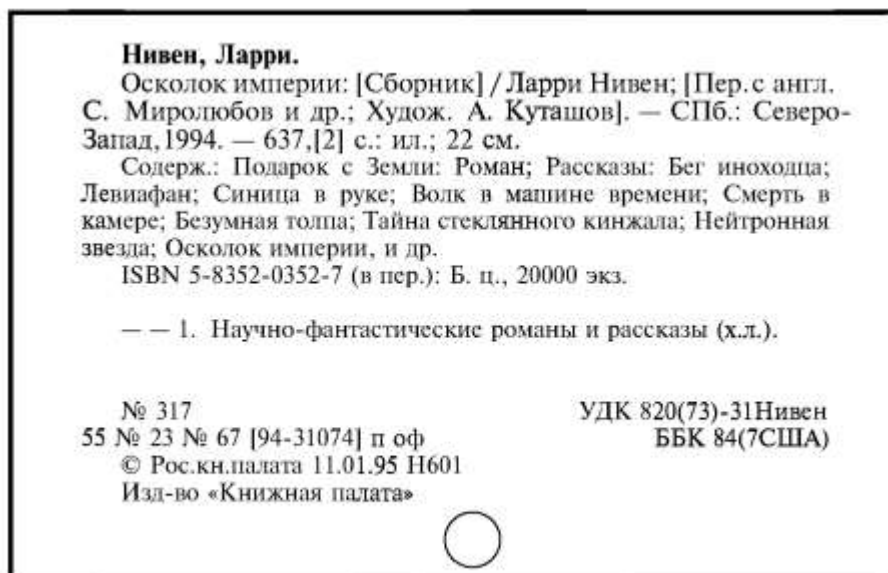 Нивен, Ларри.
Осколок империи: [Сборник] / Ларри Нивен; [Пер. с англ.
С. Миролюбов и др.; Худож. А. Куташов]. — СПб.: Северо-
Запад, 1994. — 637,[2] с.: ил.; 22 см.
Содерж.: Подарок с Земли: Роман; Рассказы: Бег иноходца;
Левиафан; Синица в руке; Волк в машине времени; Смерть в
камере; Безумная толпа; Тайна стеклянного кинжала; Нейтронная
звезда; Осколок империи, и др.
ISBN 5-8352-0352-7 (в пер.): Б. ц., 20000 экз.
— — 1. Научно-фантастические романы и рассказы (х.л.).
№ 317 УДК 820(73)-31Нивен
55 № 23 № 67 [94-31074] п оф ББК 84(7США)
© Рос.кн.палата 11.01.95 Н601
Изд-во «Книжная палата»